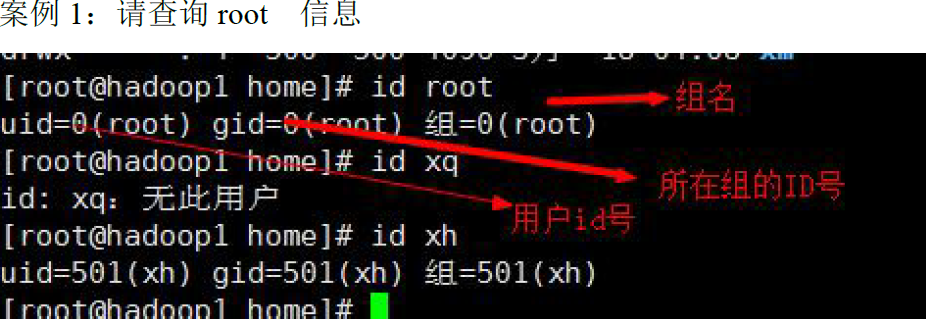 案例 1：请查询 root 信息
[root@hadoop1 home]# id root
组名
uid=0(root) gid=0(root) 组=0(root)
[root@hadoop1 home]# id xq
所在组的ID号
id: xq：无此用户
用户id号
[root@hadoop1 home]# id xh
uid=501(xh) gid=501(xh) 组=501(xh)
[root@hadoop1 home]#